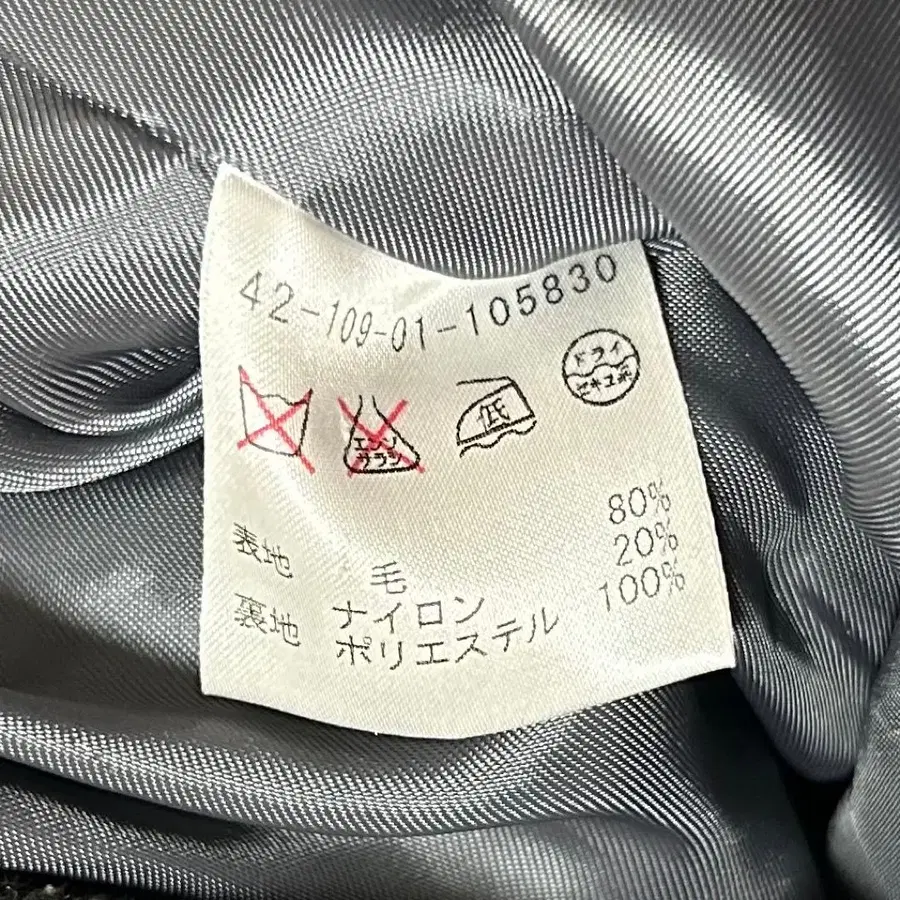 42-109-01-105830
エンソ
サラシ
低
ドライ
セキユ系
表地 毛 80%
ナイロン 20%
裏地 ポリエステル 100%